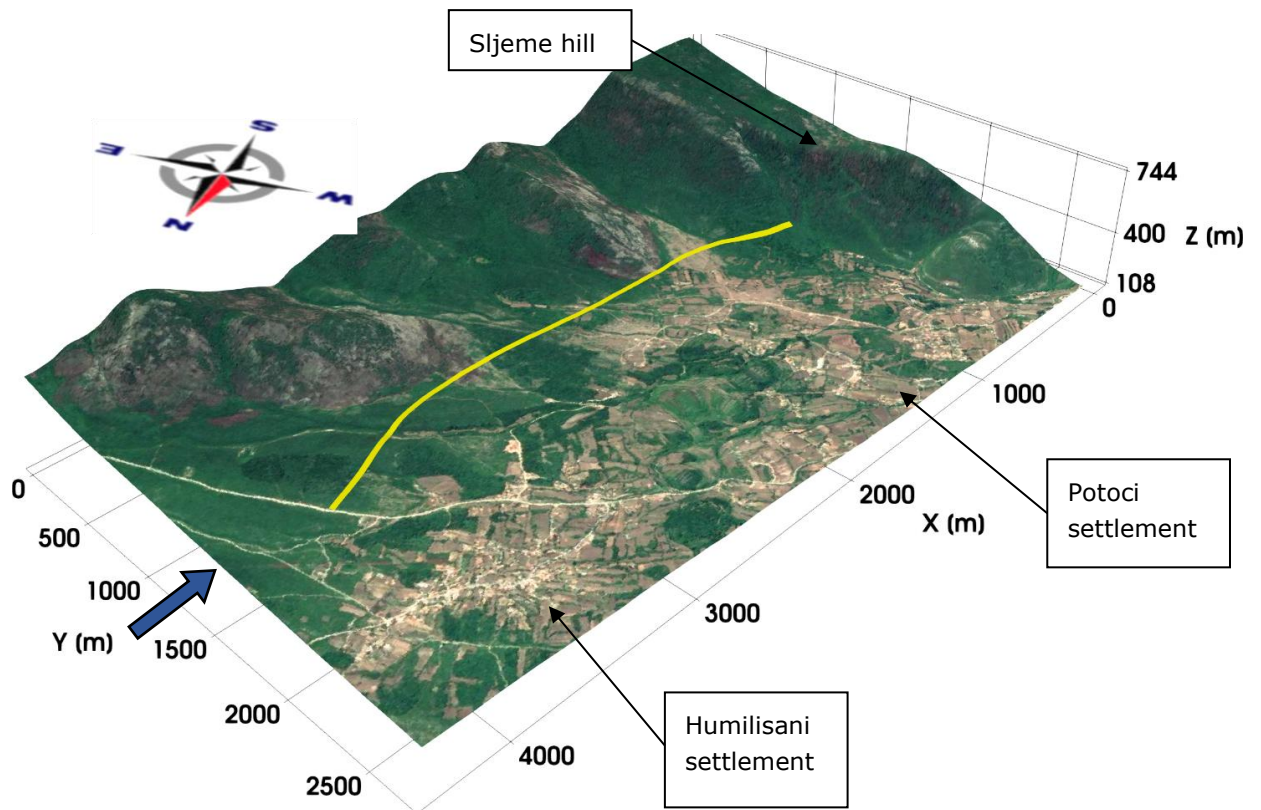 Sljeme hill
S
E
W
N
744
400 Z (m)
108
0
1000
2000
X (m)
3000
4000
0
500
1000
Y (m)
1500
2000
2500
Potoci
settlement
Humilisani
settlement